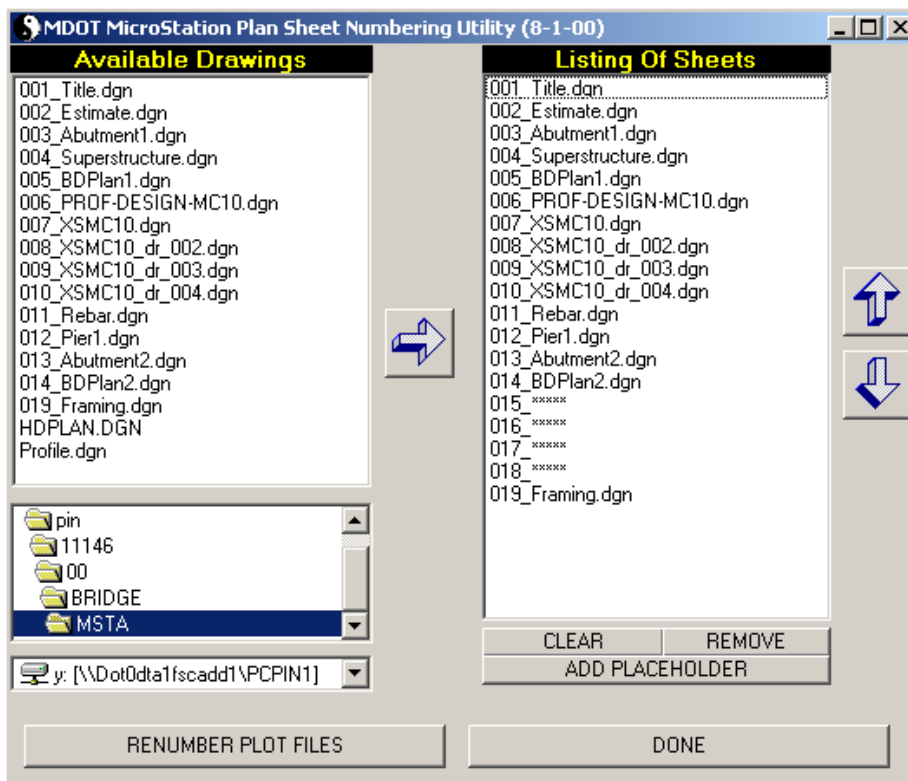 MDOT MicroStation Plan Sheet Numbering Utility (8-1-00)
Available Drawings
001_Title.dgn
002_Estimate.dgn
003_Abutment1.dgn
004_Superstructure.dgn
005_BDPlan1.dgn
006_PROF-DESIGN-MC10.dgn
007_XSMC10.dgn
008_XSMC10_dr_002.dgn
009_XSMC10_dr_003.dgn
010_XSMC10_dr_004.dgn
011_Rebar.dgn
012_Pier1.dgn
013_Abutment2.dgn
014_BDPlan2.dgn
019_Framing.dgn
HDPLAN.DGN
Profile.dgn
pin
11146
00
BRIDGE
MSTA
y: [\\Dot0dta1fscadd1\PCPIN1]
Listing Of Sheets
001_Title.dgn
002_Estimate.dgn
003_Abutment1.dgn
004_Superstructure.dgn
005_BDPlan1.dgn
006_PROF-DESIGN-MC10.dgn
007_XSMC10.dgn
008_XSMC10_dr_002.dgn
009_XSMC10_dr_003.dgn
010_XSMC10_dr_004.dgn
011_Rebar.dgn
012_Pier1.dgn
013_Abutment2.dgn
014_BDPlan2.dgn
015_*****
016_*****
017_*****
018_*****
019_Framing.dgn
CLEAR
REMOVE
ADD PLACEHOLDER
RENUMBER PLOT FILES
DONE